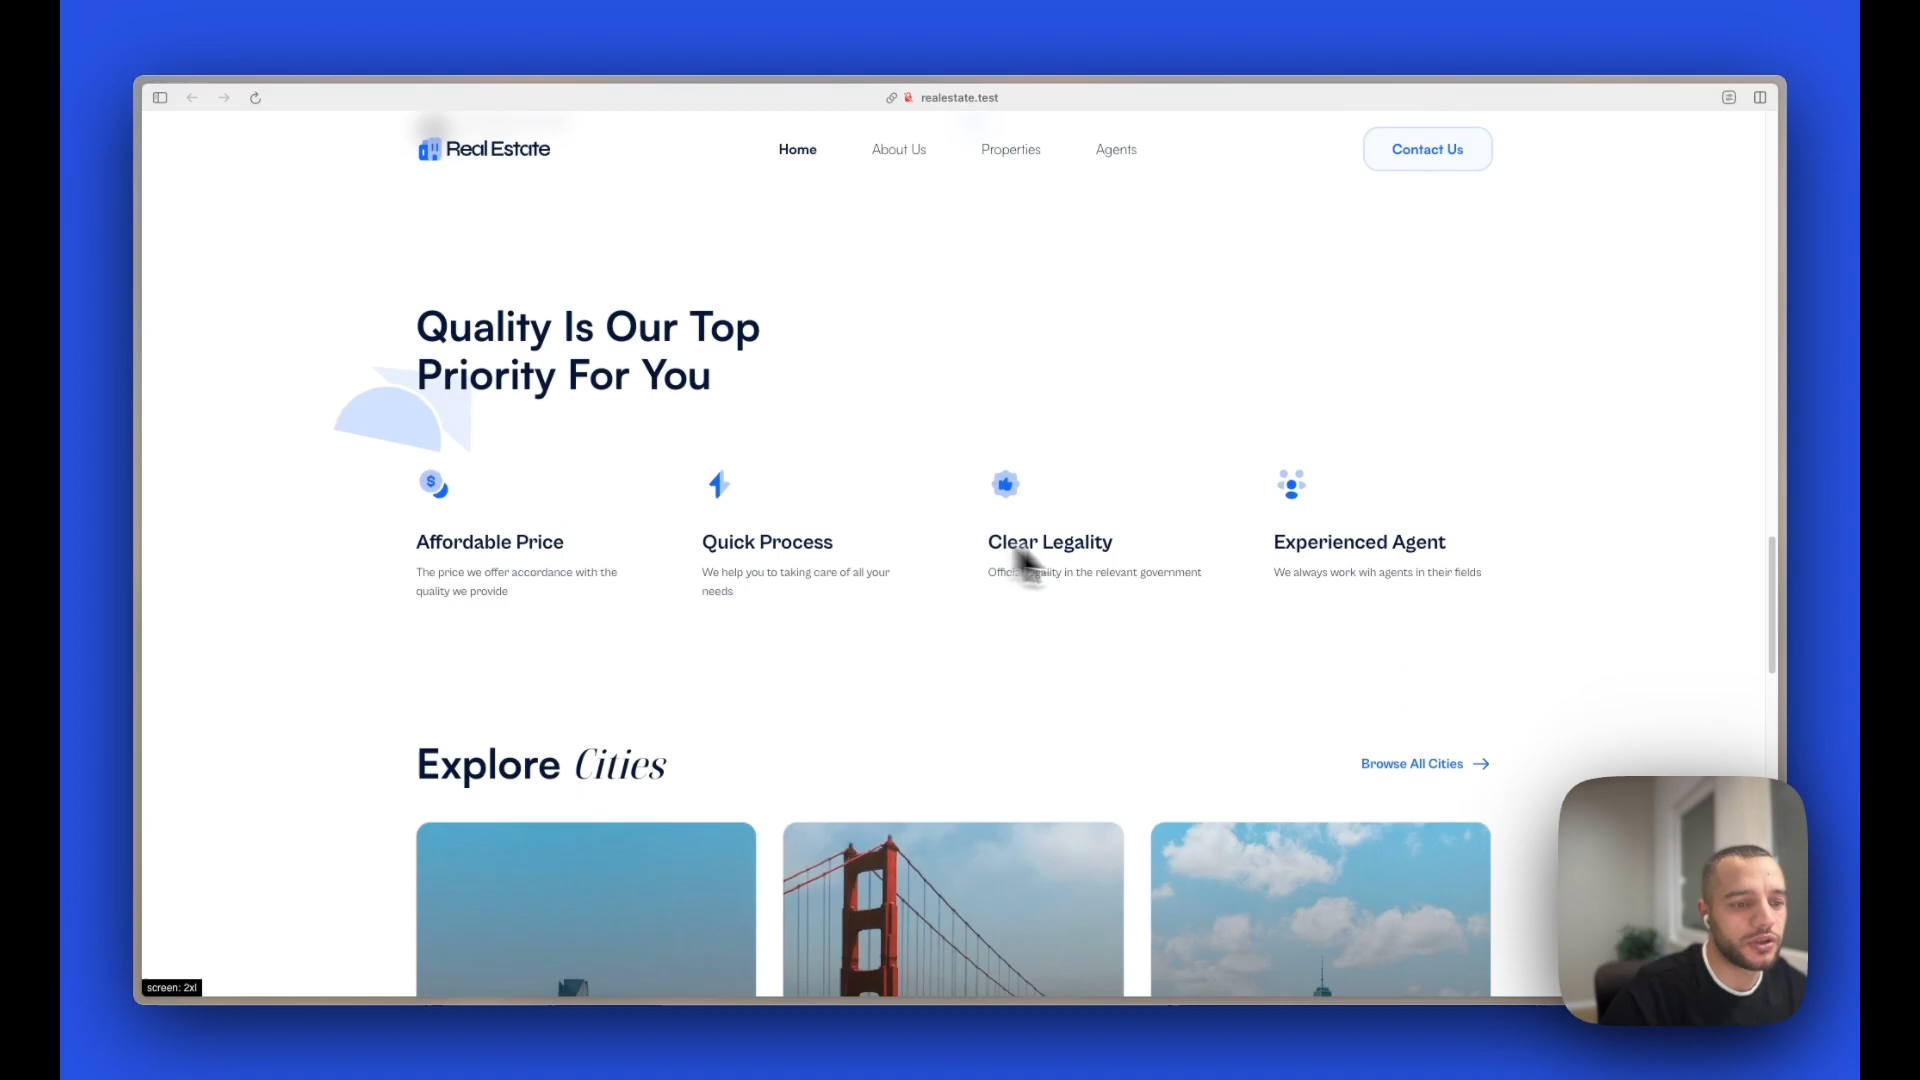 realestate.test
Real Estate
Home
About Us
Properties
Agents
Contact Us
Quality Is Our Top
Priority For You
$
Affordable Price
The price we offer accordance with the
quality we provide
Quick Process
We help you to taking care of all your
needs
Clear Legality
Official legality in the relevant government
Experienced Agent
We always work wih agents in their fields
Explore Cities
Browse All Cities
screen: 2xl